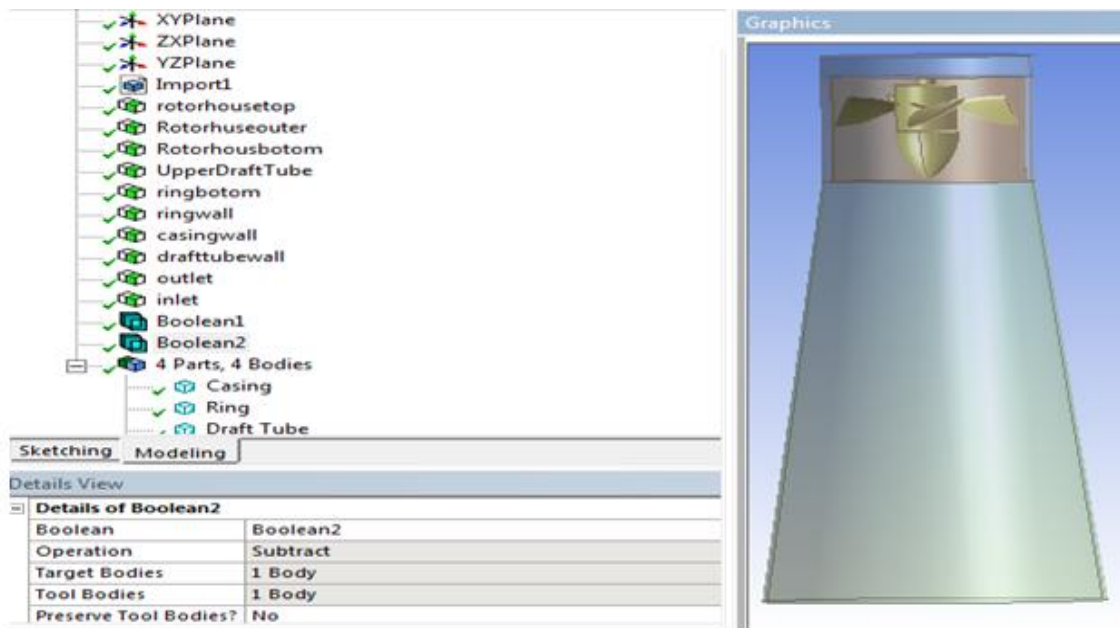 XYPlane
ZXPlane
YZPlane
Import1
rotorhousetop
Rotorhuseouter
Rotorhousbotom
UpperDraftTube
ringbotom
ringwall
casingwall
drafttubewall
outlet
inlet
Boolean1
Boolean2
4 Parts, 4 Bodies
Casing
Ring
Draft Tube
Sketching Modeling
Details View
Details of Boolean2
Boolean Boolean2
Operation Subtract
Target Bodies 1 Body
Tool Bodies 1 Body
Preserve Tool Bodies? No
Graphics